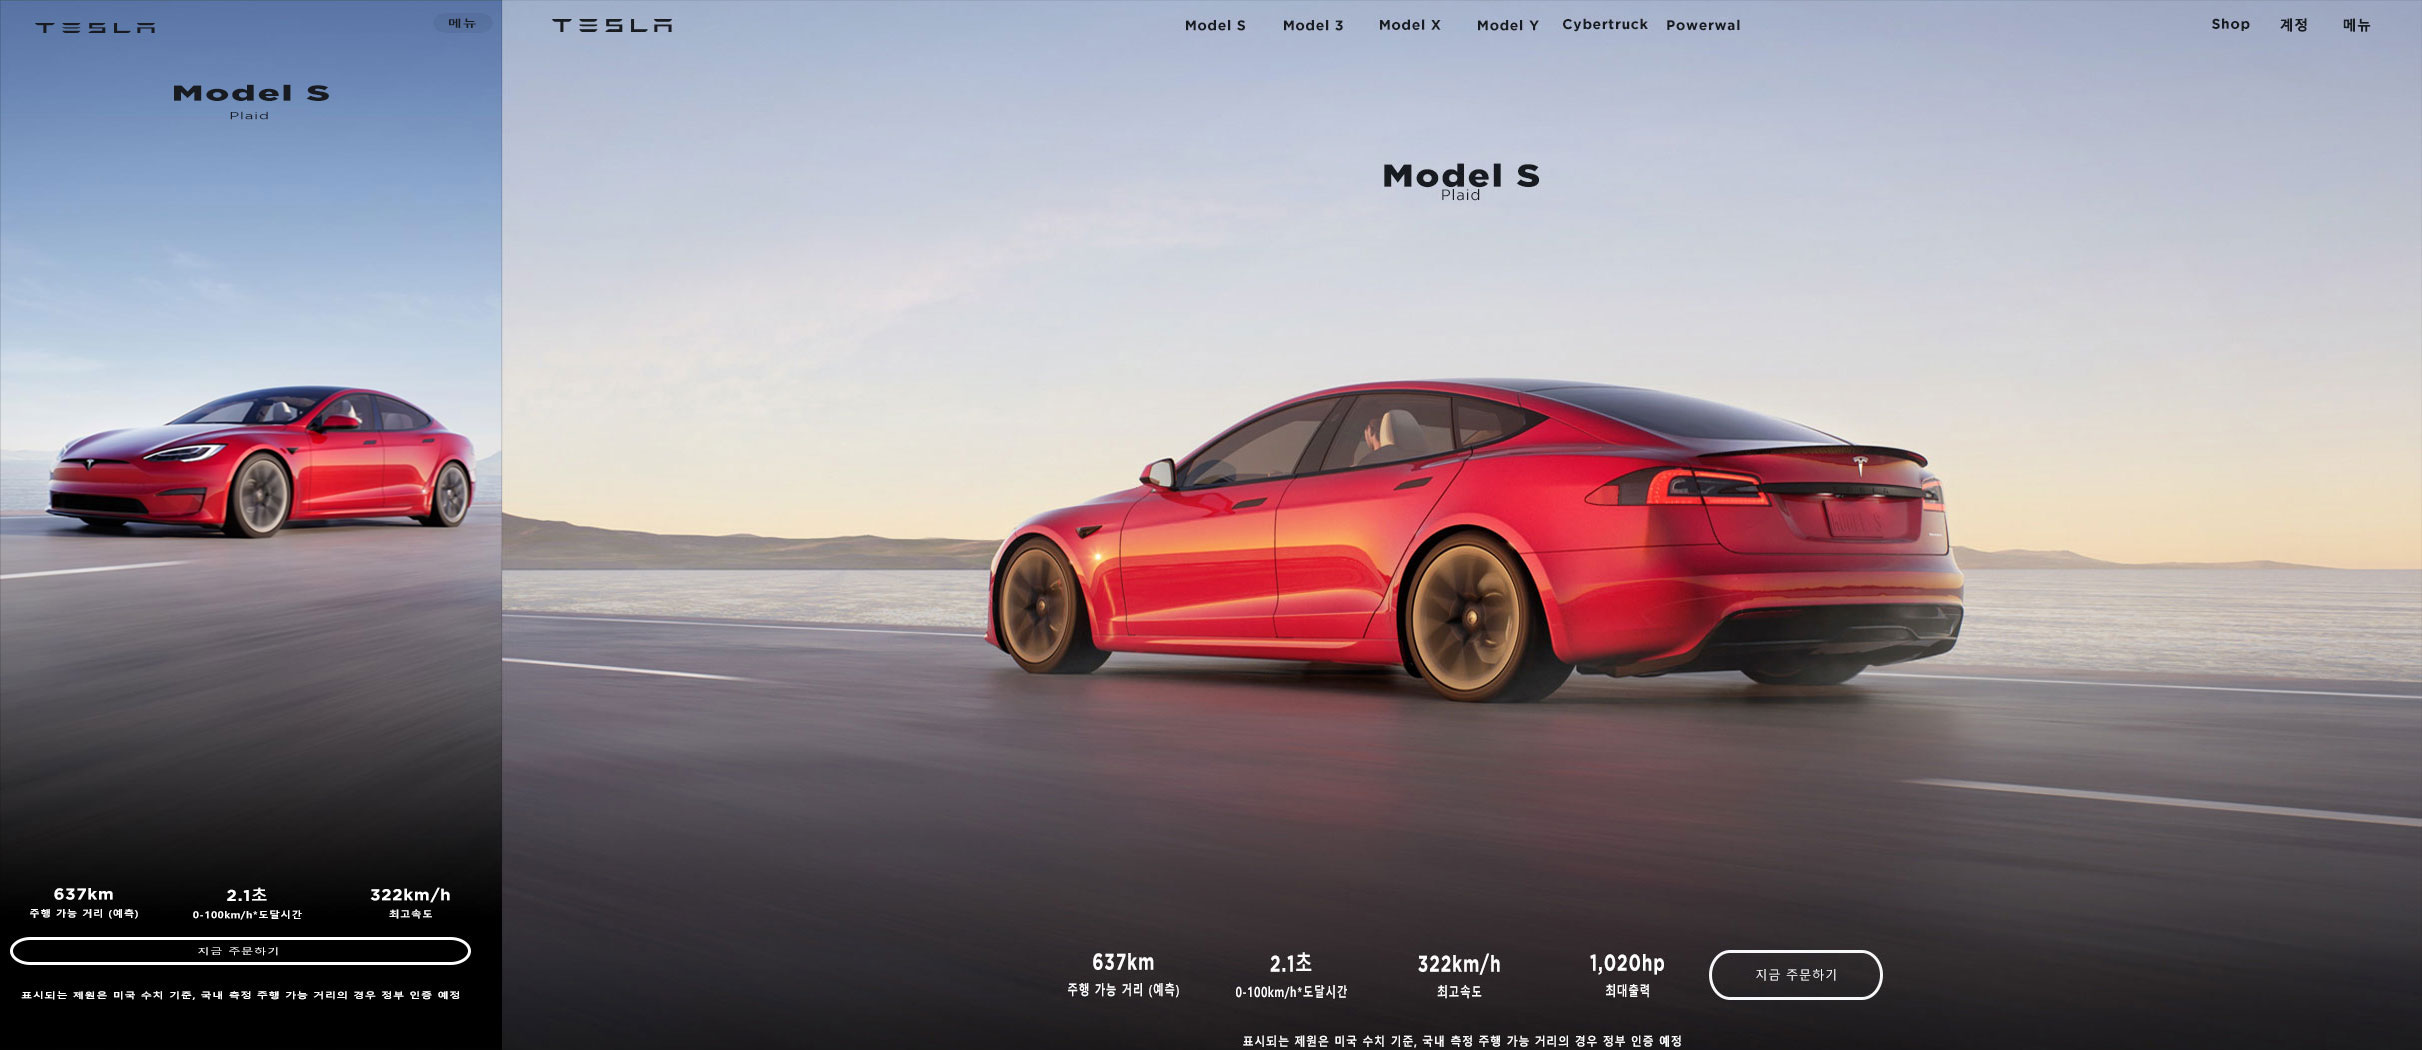 TESLA
메뉴
Model S
Plaid
637km
주행 가능 거리 (예측)
2.1초
0-100km/h*도달시간
322km/h
최고속도
지금 주문하기
표시되는 제원은 미국 수치 기준, 국내 측정 주행 가능 거리의 경우 정부 인증 예정
TESLA
Model S
Model 3
Model X
Model Y
Cybertruck
Powerwal
Shop
계정
메뉴
Model S
Plaid
MODEL S
637km
주행 가능 거리 (예측)
2.1초
0-100km/h*도달시간
322km/h
최고속도
1,020hp
최대출력
지금 주문하기
표시되는 제원은 미국 수치 기준, 국내 측정 주행 가능 거리의 경우 정부 인증 예정